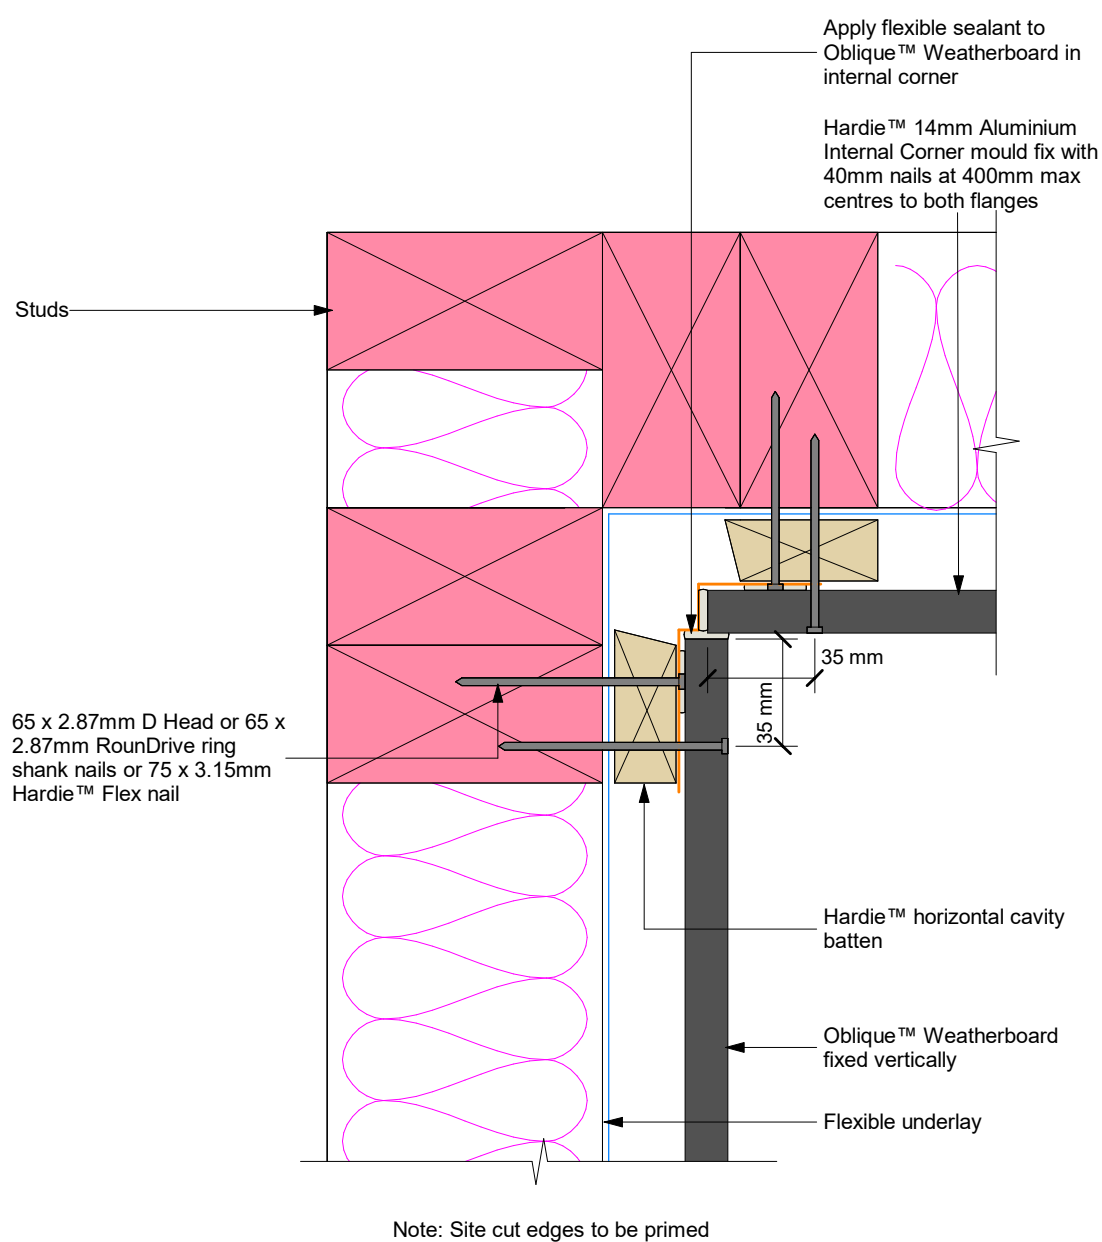 Apply flexible sealant to
Oblique™ Weatherboard in
internal corner
Hardie™ 14mm Aluminium
Internal Corner mould fix with
40mm nails at 400mm max
centres to both flanges
Studs
35 mm
35 mm
65 x 2.87mm D Head or 65 x
2.87mm RounDrive ring
shank nails or 75 x 3.15mm
Hardie™ Flex nail
Hardie™ horizontal cavity
batten
Oblique™ Weatherboard
fixed vertically
Flexible underlay
Note: Site cut edges to be primed